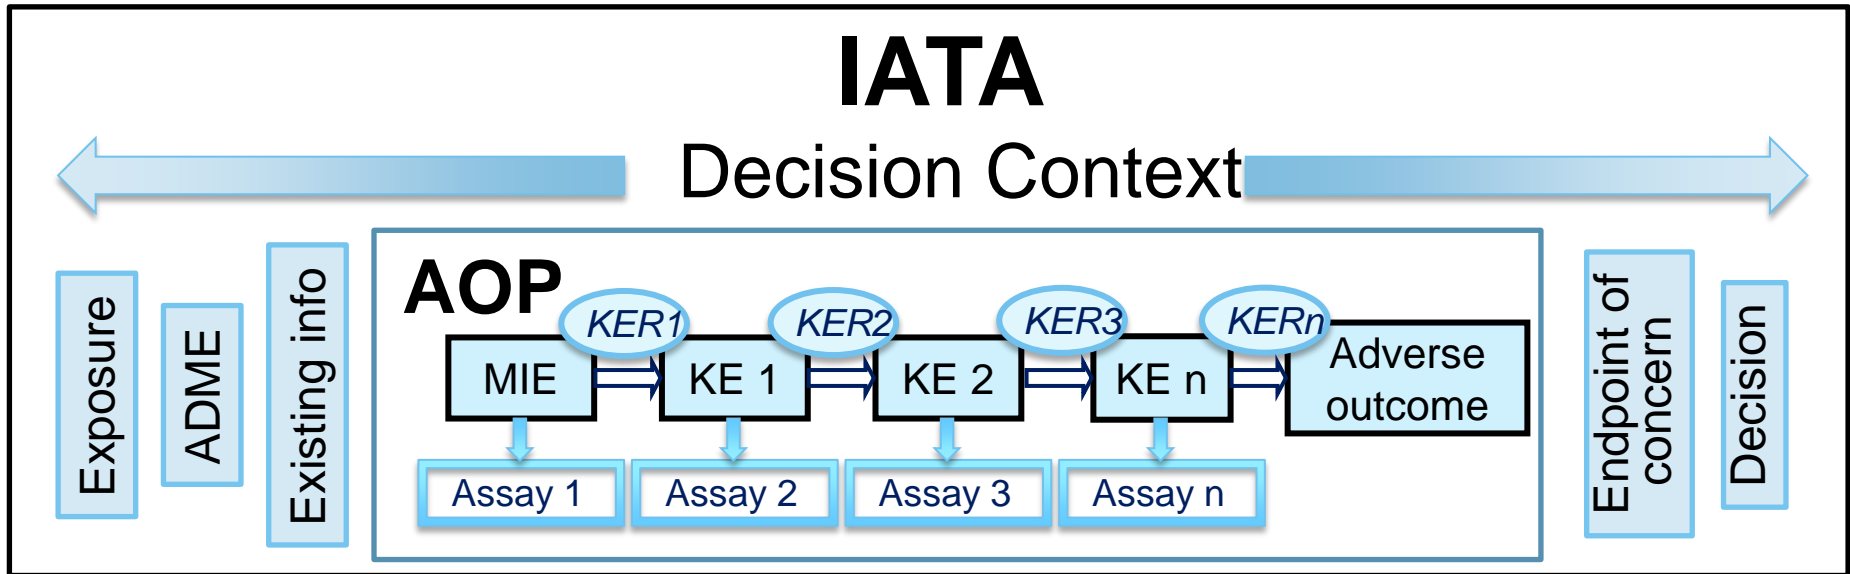 IATA
Decision Context
Exposure
ADME
Existing info
AOP
KER1
KER2
KER3
KERn
MIE
KE 1
KE 2
KE n
Adverse
outcome
Assay 1
Assay 2
Assay 3
Assay n
Endpoint of
concern
Decision